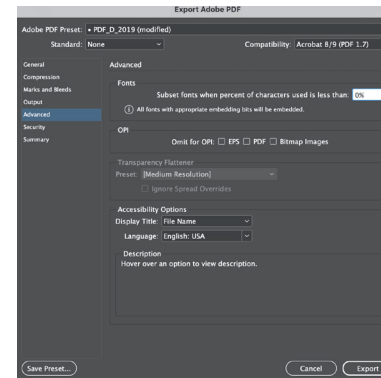 Export Adobe PDF
Adobe PDF Preset: • PDF_D_2019 (modified)
Standard: None Compatibility: Acrobat 8/9 (PDF 1.7)
General
Compression
Marks and Bleeds
Output
Advanced
Security
Summary
Advanced
Fonts
Subset fonts when percent of characters used is less than: 0%
All fonts with appropriate embedding bits will be embedded.
OPI
Omit for OPI: EPS PDF Bitmap Images
Transparency Flattener
Preset: [Medium Resolution]
Ignore Spread Overrides
Accessibility Options
Display Title: File Name
Language: English: USA
Description
Hover over an option to view description.
Save Preset... Cancel Export